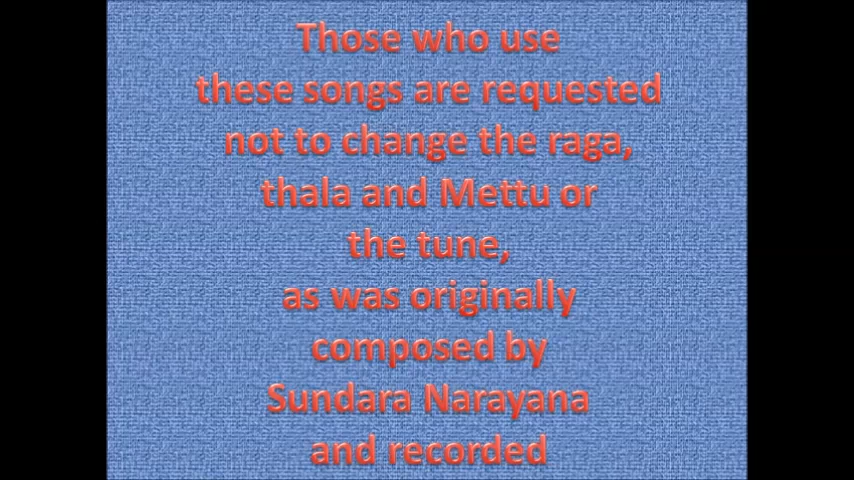 Those who use
these songs are requested
not to change the raga,
thala and Mettu or
the tune,
as was originally
composed by
Sundara Narayana
and recorded